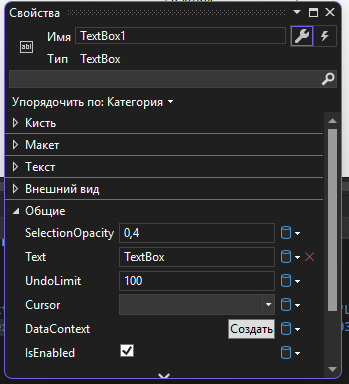 Свойства
abl
Имя TextBox1
Тип TextBox
Упорядочить по: Категория
Кисть
Макет
Текст
Внешний вид
Общие
SelectionOpacity 0,4
Text TextBox
UndoLimit 100
Cursor
DataContext Создать
IsEnabled